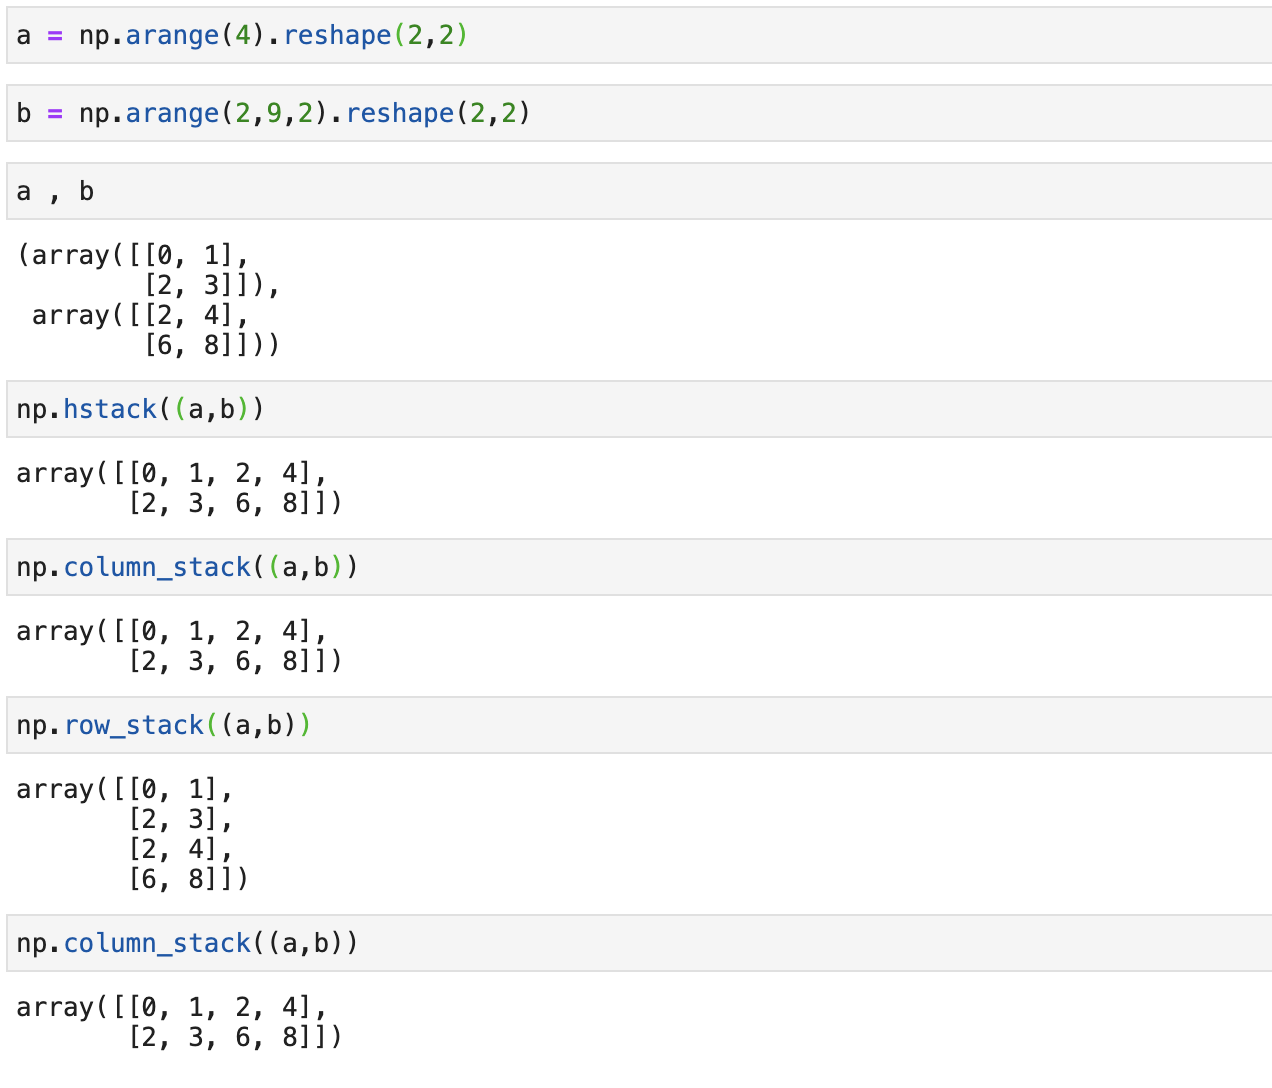 a = np.arange(4).reshape(2,2)
b = np.arange(2,9,2).reshape(2,2)
a , b
(array([[0, 1],
        [2, 3]]),
 array([[2, 4],
        [6, 8]]))
np.hstack((a,b))
array([[0, 1, 2, 4],
       [2, 3, 6, 8]])
np.column_stack((a,b))
array([[0, 1, 2, 4],
       [2, 3, 6, 8]])
np.row_stack((a,b))
array([[0, 1],
       [2, 3],
       [2, 4],
       [6, 8]])
np.column_stack((a,b))
array([[0, 1, 2, 4],
       [2, 3, 6, 8]])